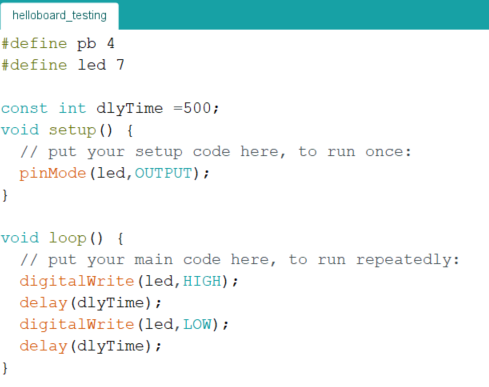 helloboard_testing
#define pb 4
#define led 7
const int dlyTime =500;
void setup() {
// put your setup code here, to run once:
pinMode(led,OUTPUT);
}
void loop() {
// put your main code here, to run repeatedly:
digitalWrite(led,HIGH);
delay(dlyTime);
digitalWrite(led,LOW);
delay(dlyTime);
}